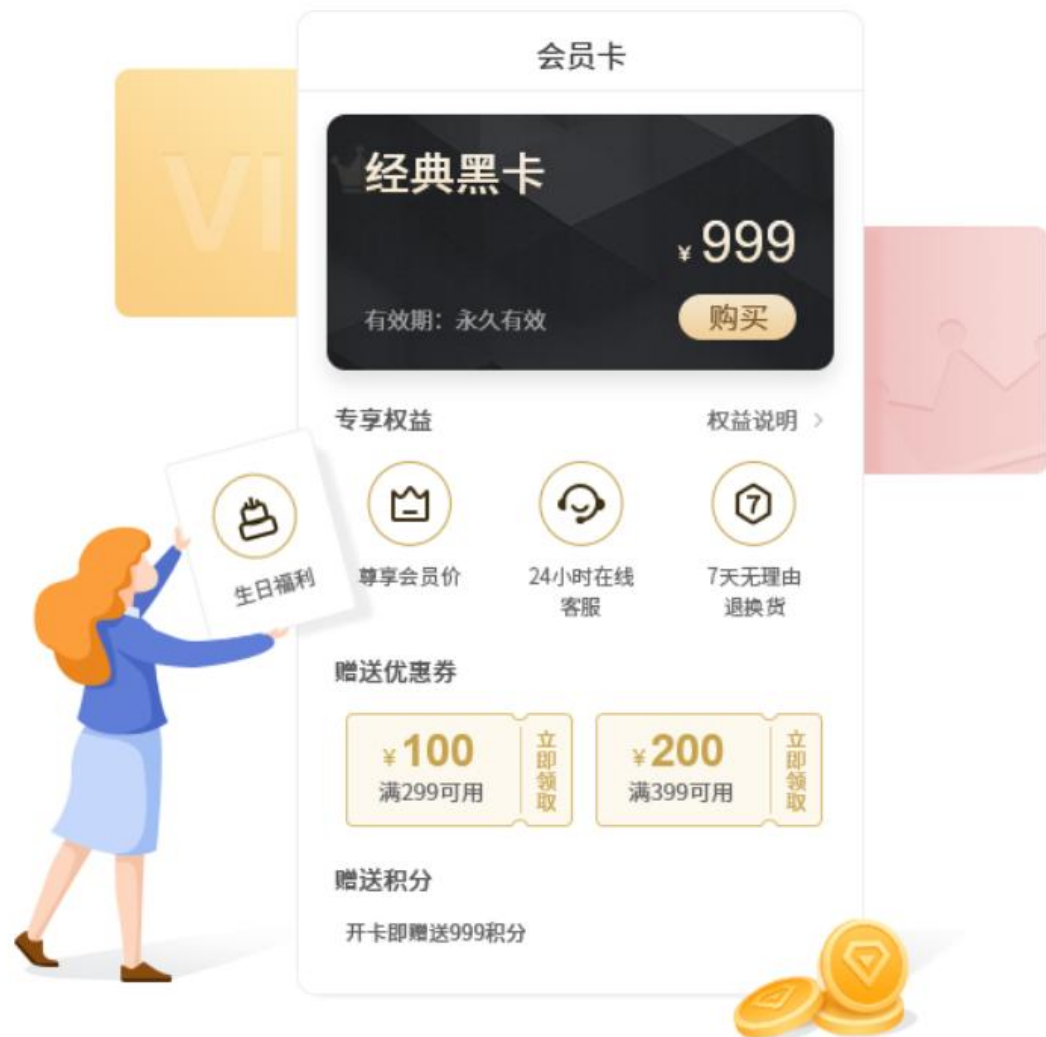 会员卡
VI
经典黑卡
¥ 999
有效期：永久有效
购买
专享权益
权益说明 >
生日福利
尊享会员价
24小时在线
客服
7
7天无理由
退换货
赠送优惠券
¥ 100
满299可用
立即领取
¥ 200
满399可用
立即领取
赠送积分
开卡即赠送999积分